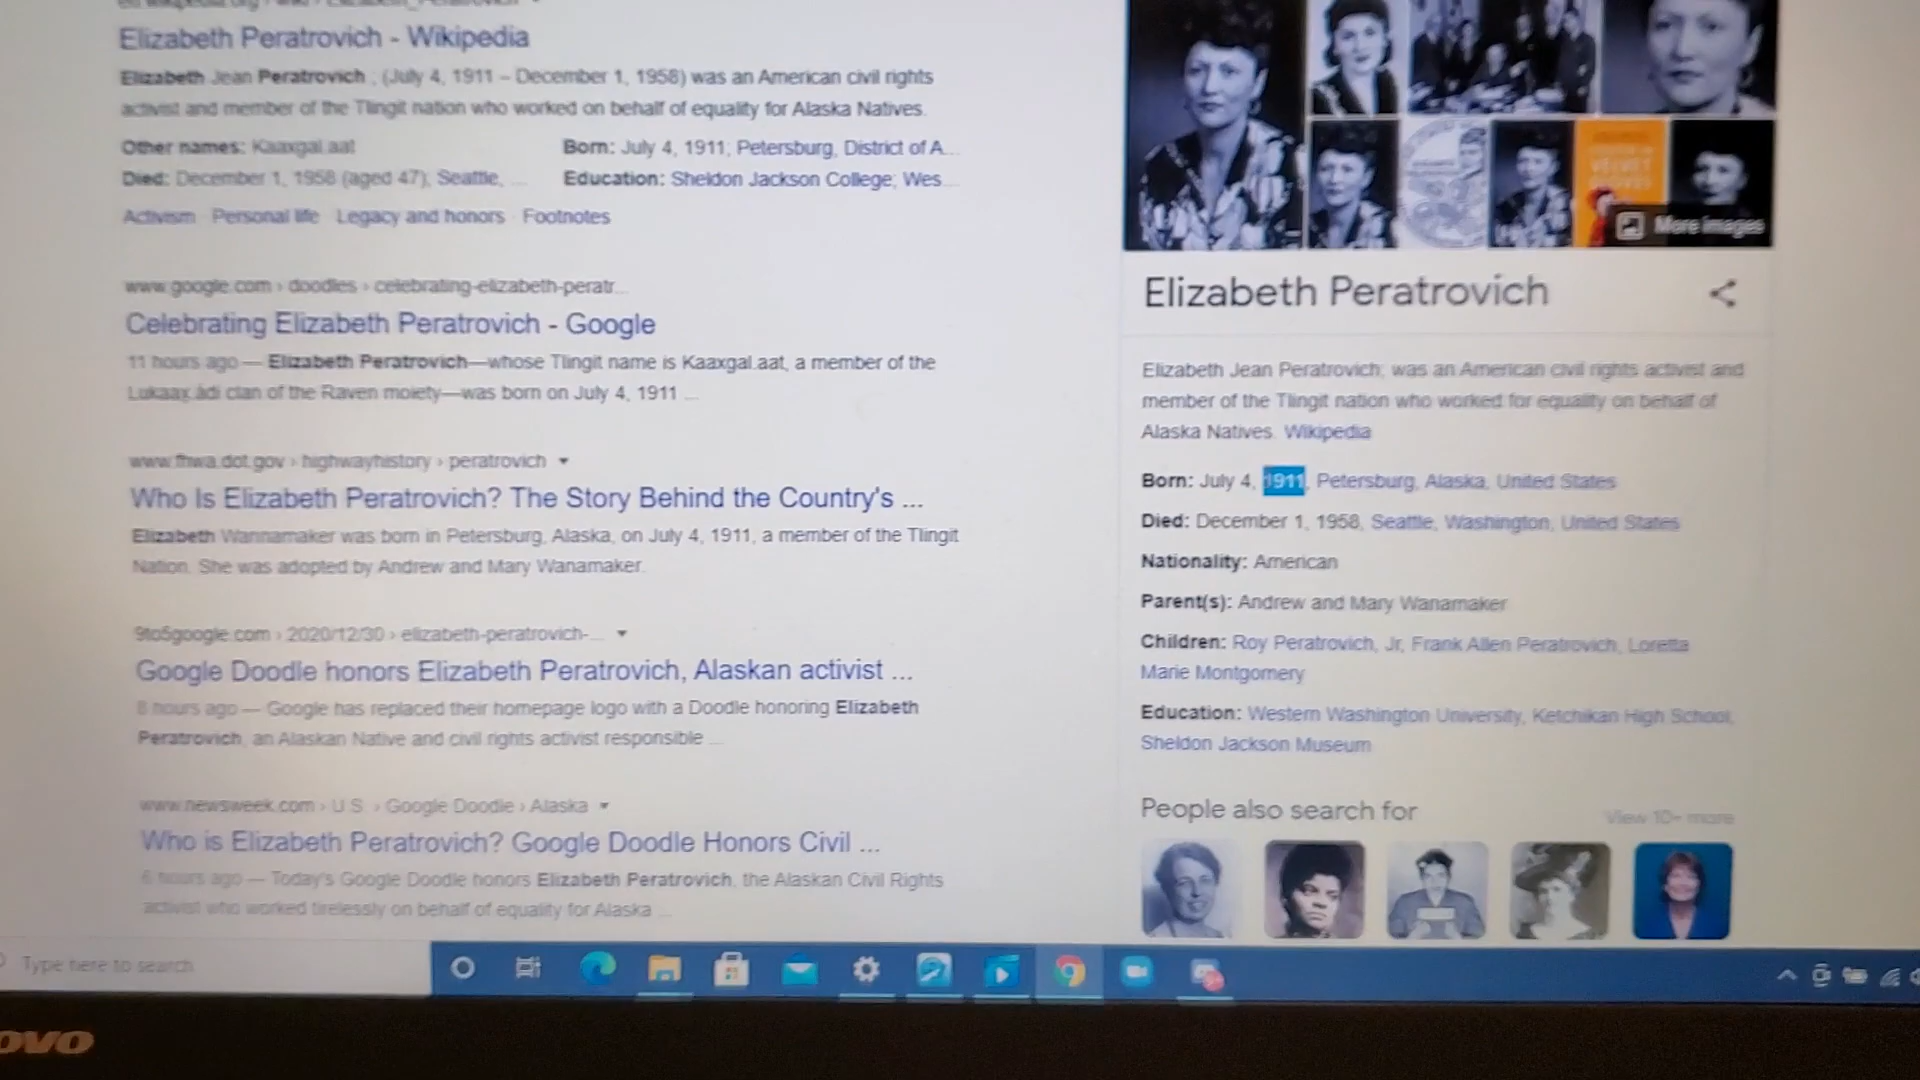 Elizabeth Peratrovich - Wikipedia
Elizabeth Jean Peratrovich ; (July 4, 1911 – December 1, 1958) was an American civil rights
activist and member of the Tlingit nation who worked on behalf of equality for Alaska Natives.
Other names: Kaaxgal.aat
Born: July 4, 1911; Petersburg, District of A...
Died: December 1, 1958 (aged 47); Seattle, ...
Education: Sheldon Jackson College; Wes...
Activism · Personal life · Legacy and honors · Footnotes
www.google.com › doodles › celebrating-elizabeth-peratr...
Celebrating Elizabeth Peratrovich - Google
11 hours ago — Elizabeth Peratrovich—whose Tlingit name is Kaaxgal.aat, a member of the
Lukaax.ádi clan of the Raven moiety—was born on July 4, 1911 ...
www.fhwa.dot.gov › highwayhistory › peratrovich
Who Is Elizabeth Peratrovich? The Story Behind the Country's ...
Elizabeth Wannamaker was born in Petersburg, Alaska, on July 4, 1911, a member of the Tlingit
Nation. She was adopted by Andrew and Mary Wanamaker.
9to5google.com › 2020/12/30 › elizabeth-peratrovich-...
Google Doodle honors Elizabeth Peratrovich, Alaskan activist ...
8 hours ago — Google has replaced their homepage logo with a Doodle honoring Elizabeth
Peratrovich, an Alaskan Native and civil rights activist responsible ...
www.newsweek.com › U.S. › Google Doodle › Alaska
Who is Elizabeth Peratrovich? Google Doodle Honors Civil ...
6 hours ago — Today's Google Doodle honors Elizabeth Peratrovich, the Alaskan Civil Rights
activist who worked tirelessly on behalf of equality for Alaska ...
VELVET
More images
Elizabeth Peratrovich
Elizabeth Jean Peratrovich; was an American civil rights activist and
member of the Tlingit nation who worked for equality on behalf of
Alaska Natives. Wikipedia
Born: July 4, 1911, Petersburg, Alaska, United States
Died: December 1, 1958, Seattle, Washington, United States
Nationality: American
Parent(s): Andrew and Mary Wanamaker
Children: Roy Peratrovich, Jr, Frank Allen Peratrovich, Loretta
Marie Montgomery
Education: Western Washington University, Ketchikan High School,
Sheldon Jackson Museum
People also search for
View 10+ more
Type here to search
ovo